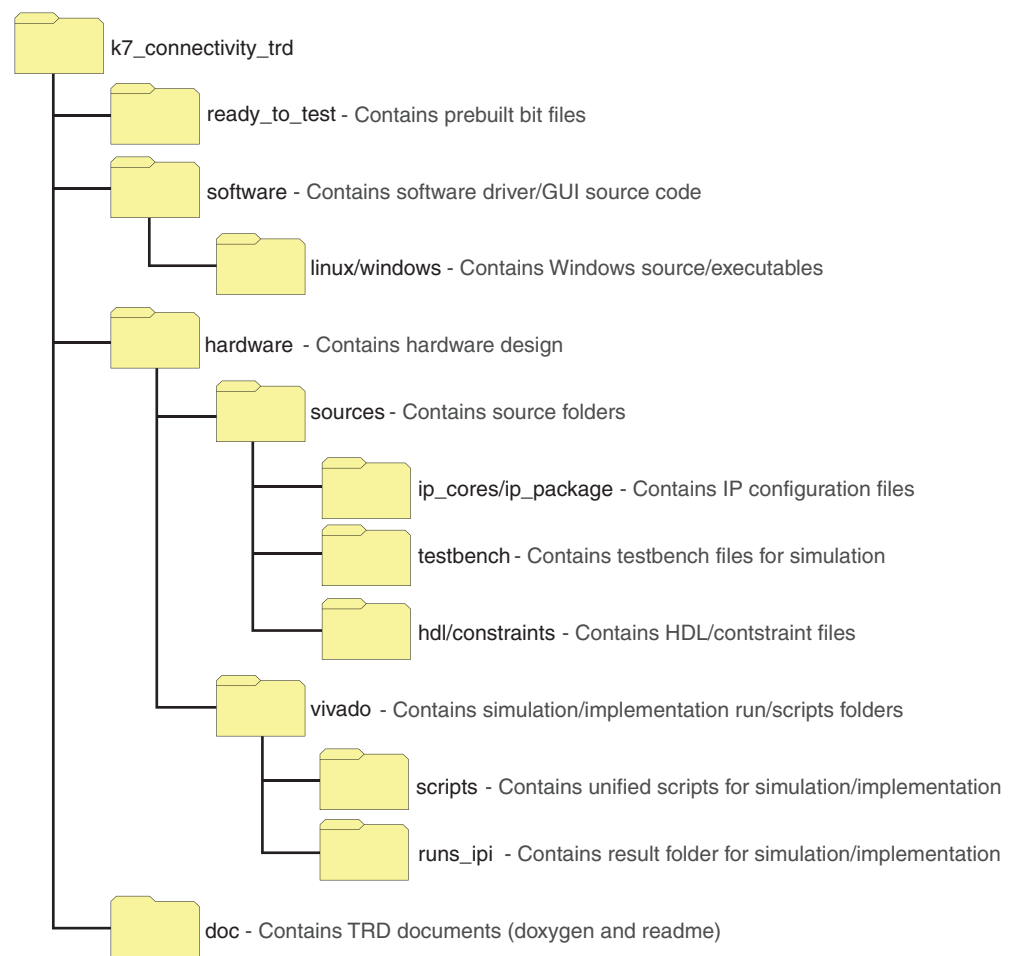 k7_connectivity_trd
ready_to_test - Contains prebuilt bit files
software - Contains software driver/GUI source code
linux/windows - Contains Windows source/executables
hardware - Contains hardware design
sources - Contains source folders
ip_cores/ip_package - Contains IP configuration files
testbench - Contains testbench files for simulation
hdl/constraints - Contains HDL/contstraint files
vivado - Contains simulation/implementation run/scripts folders
scripts - Contains unified scripts for simulation/implementation
runs_ipi - Contains result folder for simulation/implementation
doc - Contains TRD documents (doxygen and readme)